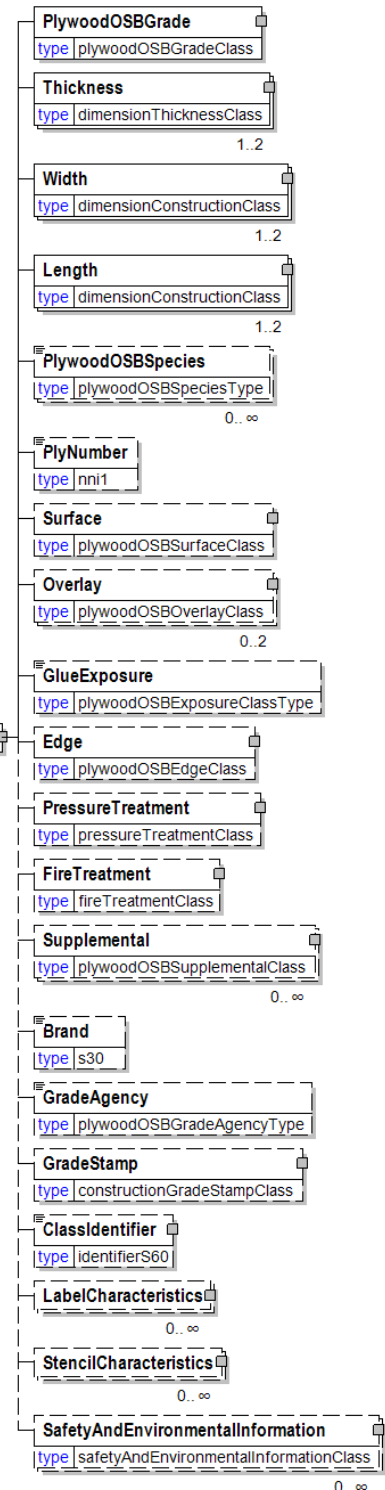 PlywoodOSBGrade
type plywoodOSBGradeClass
Thickness
type dimensionThicknessClass
1..2
Width
type dimensionConstructionClass
1..2
Length
type dimensionConstructionClass
1..2
PlywoodOSBSpecies
type plywoodOSBSpeciesType
0.. ∞
PlyNumber
type nni1
Surface
type plywoodOSBSurfaceClass
Overlay
type plywoodOSBOverlayClass
0..2
GlueExposure
type plywoodOSBExposureClassType
Edge
type plywoodOSBEdgeClass
PressureTreatment
type pressureTreatmentClass
FireTreatment
type fireTreatmentClass
Supplemental
type plywoodOSBSupplementalClass
0.. ∞
Brand
type s30
GradeAgency
type plywoodOSBGradeAgencyType
GradeStamp
type constructionGradeStampClass
ClassIdentifier
type identifierS60
LabelCharacteristics
0.. ∞
StencilCharacteristics
0.. ∞
SafetyAndEnvironmentalInformation
type safetyAndEnvironmentalInformationClass
0.. ∞